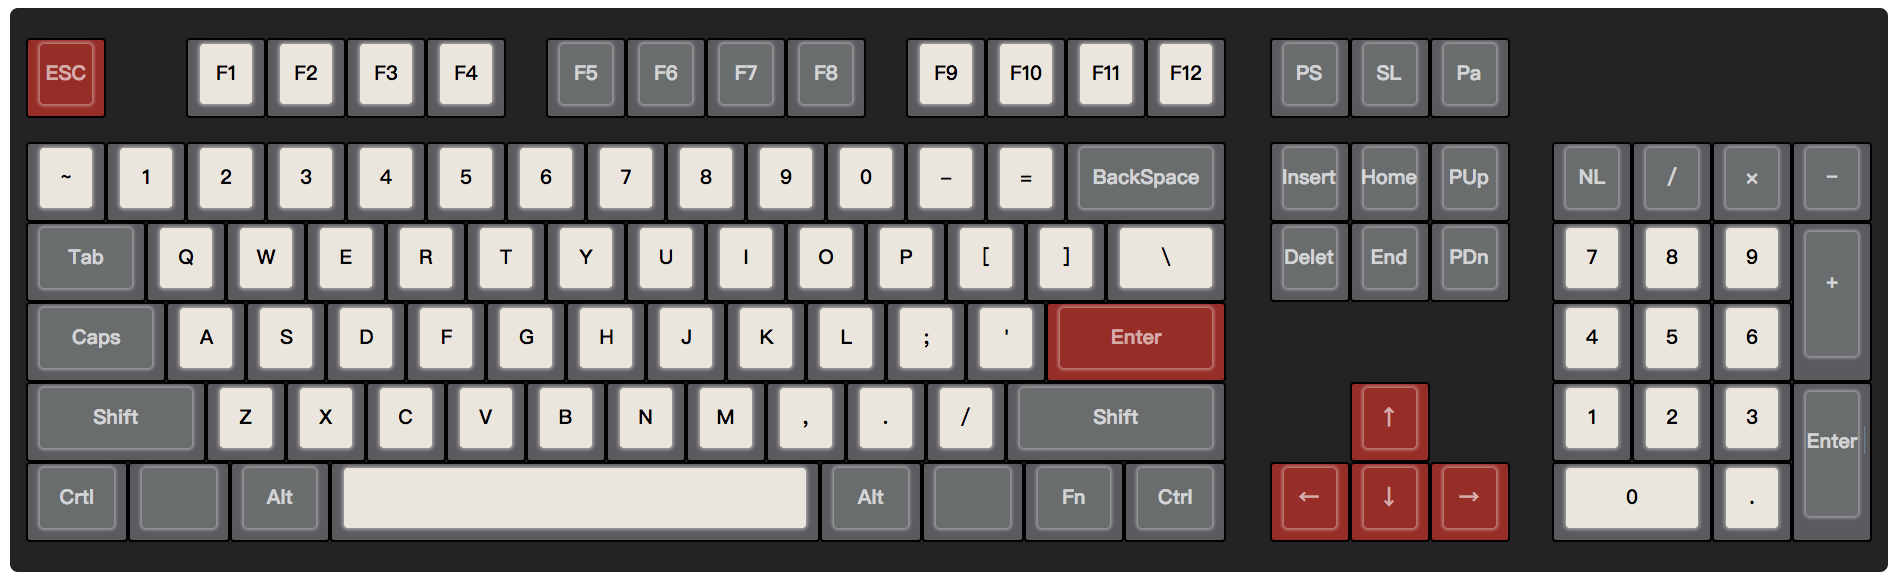 ESC F1 F2 F3 F4 F5 F6 F7 F8 F9 F10 F11 F12 PS SL Pa
~ 1 2 3 4 5 6 7 8 9 0 − = BackSpace Insert Home PUp NL / × −
Tab Q W E R T Y U I O P [ ] \ Delet End PDn 7 8 9 +
Caps A S D F G H J K L ; ' Enter 4 5 6
Shift Z X C V B N M , . / Shift ↑ 1 2 3 Enter
Crtl Alt Alt Fn Ctrl ← ↓ → 0 .